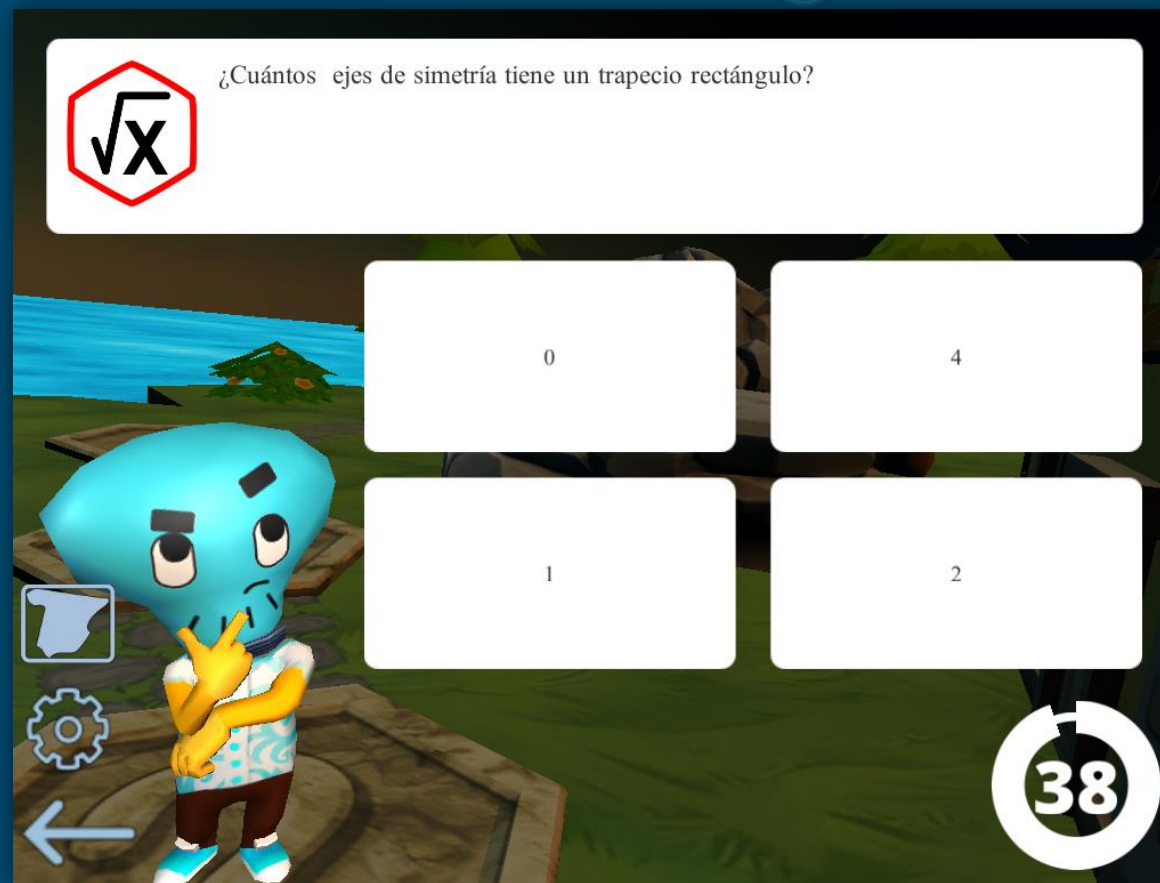 ¿Cuántos  ejes de simetría tiene un trapecio rectángulo?
√x
0
4
1
2
38